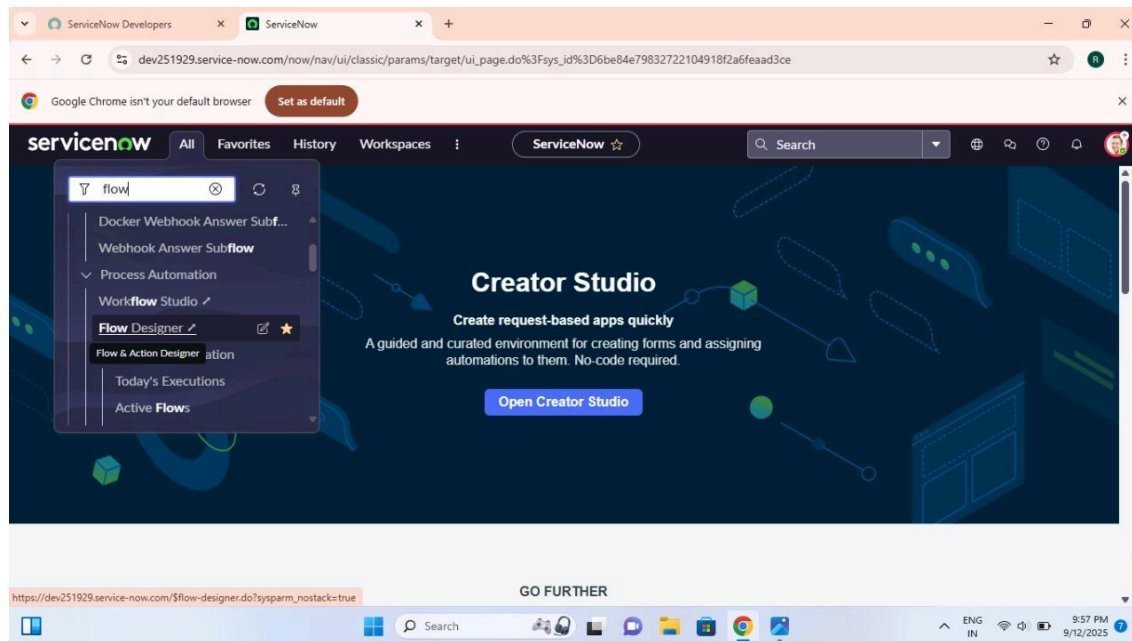 ServiceNow Developers
ServiceNow
dev251929.service-now.com/now/nav/ui/classic/params/target/ui_page.do%3Fsys_id%3D6be84e79832722104918f2a6feaad3ce
R
Google Chrome isn't your default browser
Set as default
servicenow
All
Favorites
History
Workspaces
ServiceNow
Search
flow
Docker Webhook Answer Subf...
Webhook Answer Subflow
Process Automation
Workflow Studio
Flow Designer
Flow & Action Designer
ation
Today's Executions
Active Flows
Creator Studio
Create request-based apps quickly
A guided and curated environment for creating forms and assigning
automations to them. No-code required.
Open Creator Studio
GO FURTHER
https://dev251929.service-now.com/$flow-designer.do?sysparm_nostack=true
Search
ENG
IN
9:57 PM
9/12/2025
7